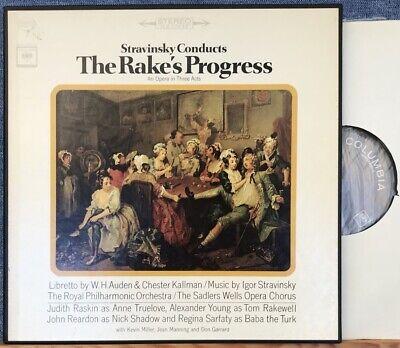 STEREO
Stravinsky Conducts
The Rake's Progress
An Opera in Three Acts
Libretto by W.H. Auden & Chester Kallman/Music by Igor Stravinsky
The Royal Philharmonic Orchestra/The Sadlers Wells Opera Chorus
Judith Raskin as Anne Truelove, Alexander Young as Tom Rakewell
John Reardon as Nick Shadow and Regina Sarfaty as Baba the Turk
with Kevin Miller, Jean Manning and Don Garrard
COLUMBIA